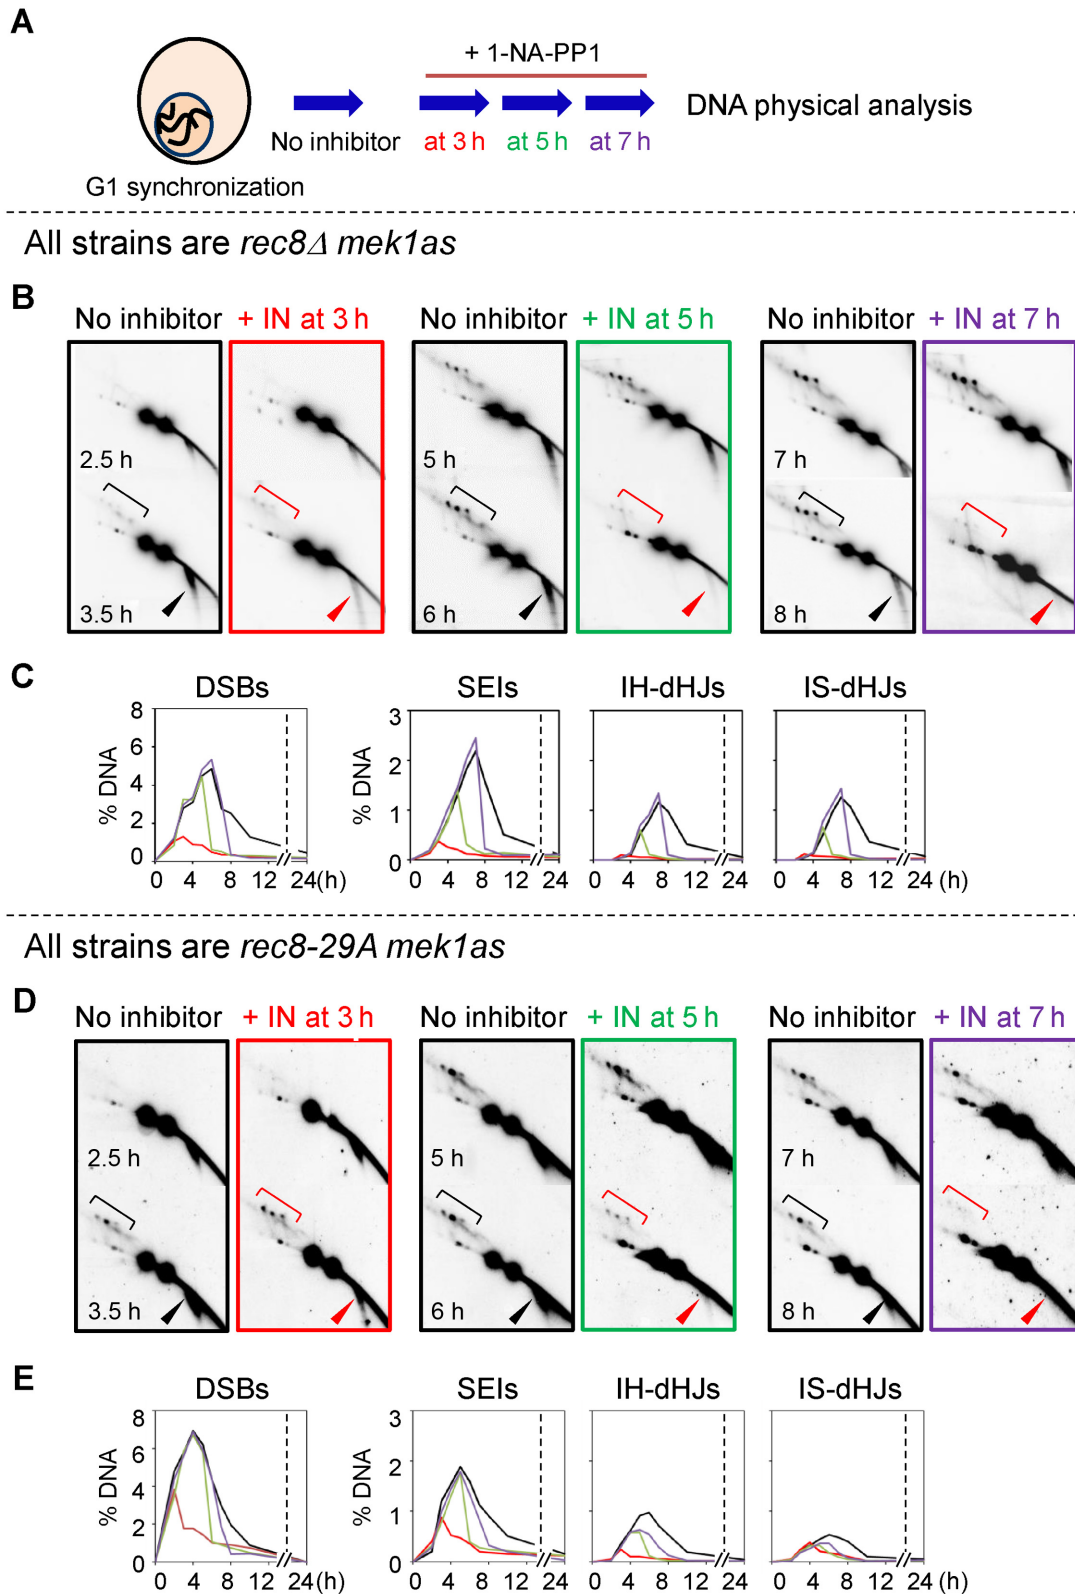 A
+ 1-NA-PP1
No inhibitor at 3 h at 5 h at 7 h
DNA physical analysis
G1 synchronization
All strains are rec8Δ mek1as
B
No inhibitor + IN at 3 h No inhibitor + IN at 5 h No inhibitor + IN at 7 h
2.5 h 5 h 7 h
3.5 h 6 h 8 h
C
DSBs SEIs IH-dHJs IS-dHJs
% DNA
8
6
4
2
0
0 4 8 12 24 (h)
% DNA
3
2
1
0
0 4 8 12 24
0 4 8 12 24
0 4 8 12 24 (h)
All strains are rec8-29A mek1as
D
No inhibitor + IN at 3 h No inhibitor + IN at 5 h No inhibitor + IN at 7 h
2.5 h 5 h 7 h
3.5 h 6 h 8 h
E
DSBs SEIs IH-dHJs IS-dHJs
% DNA
8
6
4
2
0
0 4 8 12 24 (h)
% DNA
3
2
1
0
0 4 8 12 24
0 4 8 12 24
0 4 8 12 24 (h)